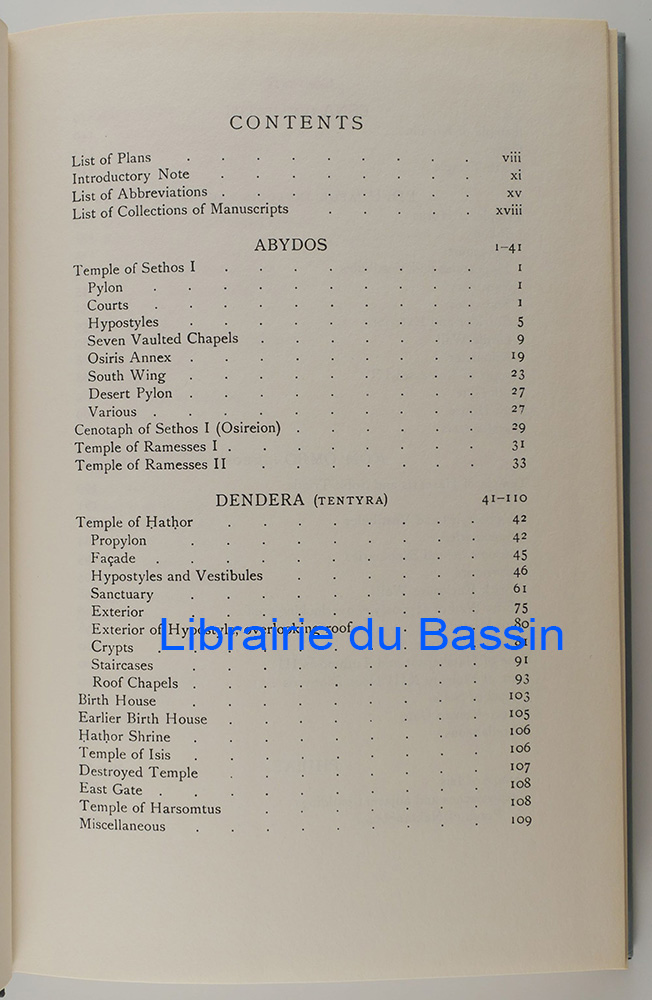 CONTENTS
List of Plans . . . . . . . . viii
Introductory Note . . . . . . . xi
List of Abbreviations . . . . . . . xv
List of Collections of Manuscripts . . . . xviii
ABYDOS 1–41
Temple of Sethos I . . . . . . . 1
Pylon . . . . . . . . . 1
Courts . . . . . . . . . 1
Hypostyles . . . . . . . . 5
Seven Vaulted Chapels . . . . . . 9
Osiris Annex . . . . . . . . 19
South Wing . . . . . . . . 23
Desert Pylon . . . . . . . . 27
Various . . . . . . . . . 27
Cenotaph of Sethos I (Osireion) . . . . . 29
Temple of Ramesses I . . . . . . . 31
Temple of Ramesses II . . . . . . 33
DENDERA (TENTYRA) 41–110
Temple of Ḥatḥor . . . . . . . 42
Propylon . . . . . . . . 42
Façade . . . . . . . . . 45
Hypostyles and Vestibules . . . . . 46
Sanctuary . . . . . . . . 61
Exterior . . . . . . . . 75
Exterior of Hypostyle, overlooking roof . . . 80
Librairie du Bassin
Crypts . . . . . . . . .
Staircases . . . . . . . . 91
Roof Chapels . . . . . . . . 93
Birth House . . . . . . . . 103
Earlier Birth House . . . . . . . 105
Ḥatḥor Shrine . . . . . . . . 106
Temple of Isis . . . . . . . . 106
Destroyed Temple . . . . . . . 107
East Gate . . . . . . . . . 108
Temple of Harsomtus . . . . . . 108
Miscellaneous . . . . . . . . 109